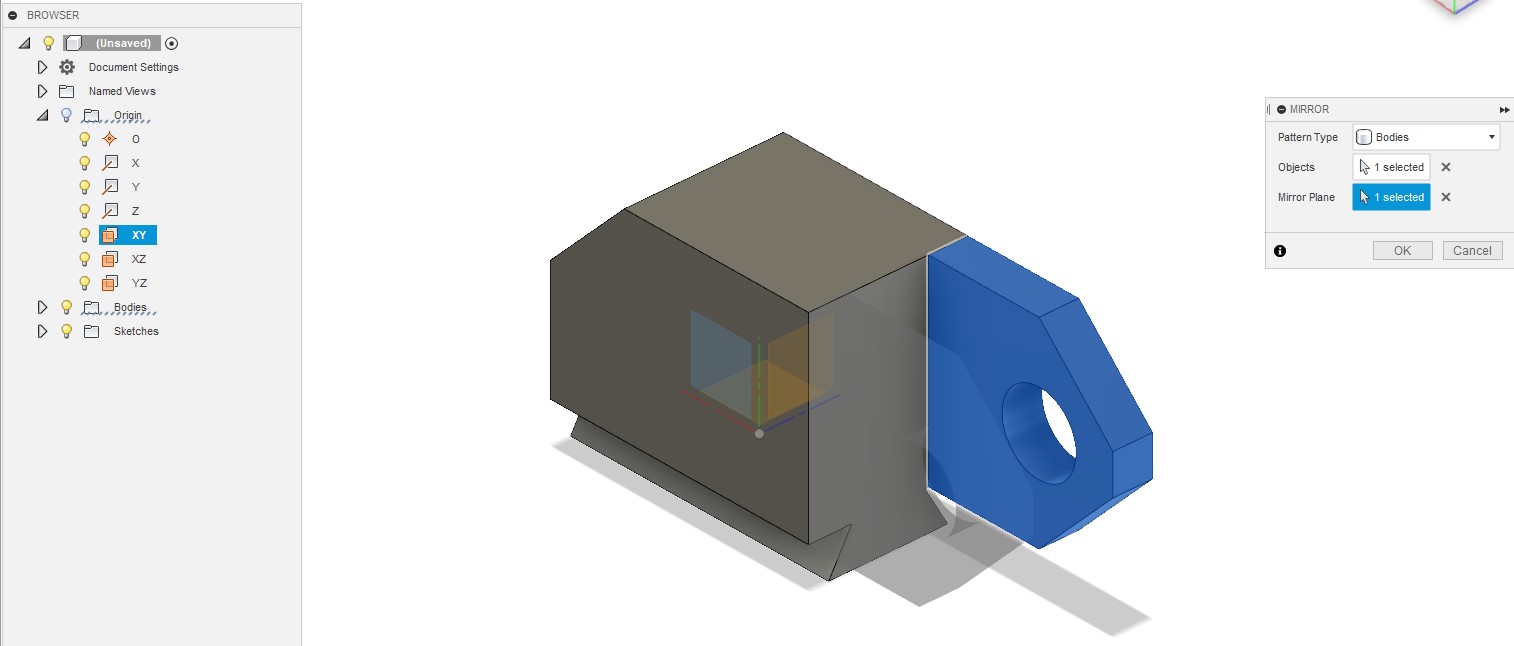 BROWSER
(Unsaved)
Document Settings
Named Views
Origin
O
X
Y
Z
XY
XZ
YZ
Bodies
Sketches
MIRROR
Pattern Type Bodies
Objects 1 selected
Mirror Plane 1 selected
OK Cancel